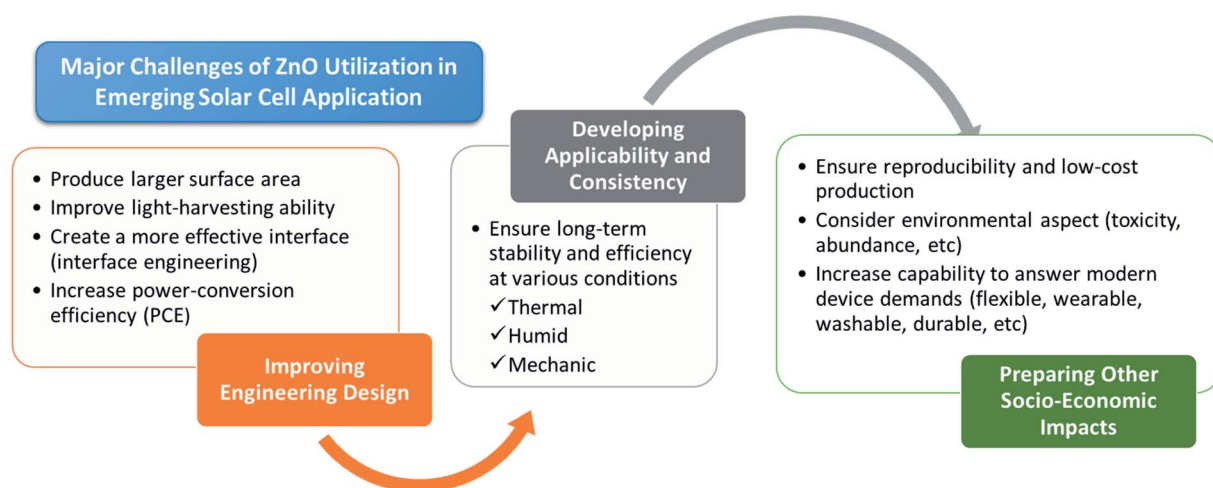 Major Challenges of ZnO Utilization in
Emerging Solar Cell Application
• Produce larger surface area
• Improve light-harvesting ability
• Create a more effective interface
(interface engineering)
• Increase power-conversion
efficiency (PCE)
Improving
Engineering Design
Developing
Applicability and
Consistency
• Ensure long-term
stability and efficiency
at various conditions
✓Thermal
✓Humid
✓Mechanic
• Ensure reproducibility and low-cost
production
• Consider environmental aspect (toxicity,
abundance, etc)
• Increase capability to answer modern
device demands (flexible, wearable,
washable, durable, etc)
Preparing Other
Socio-Economic
Impacts